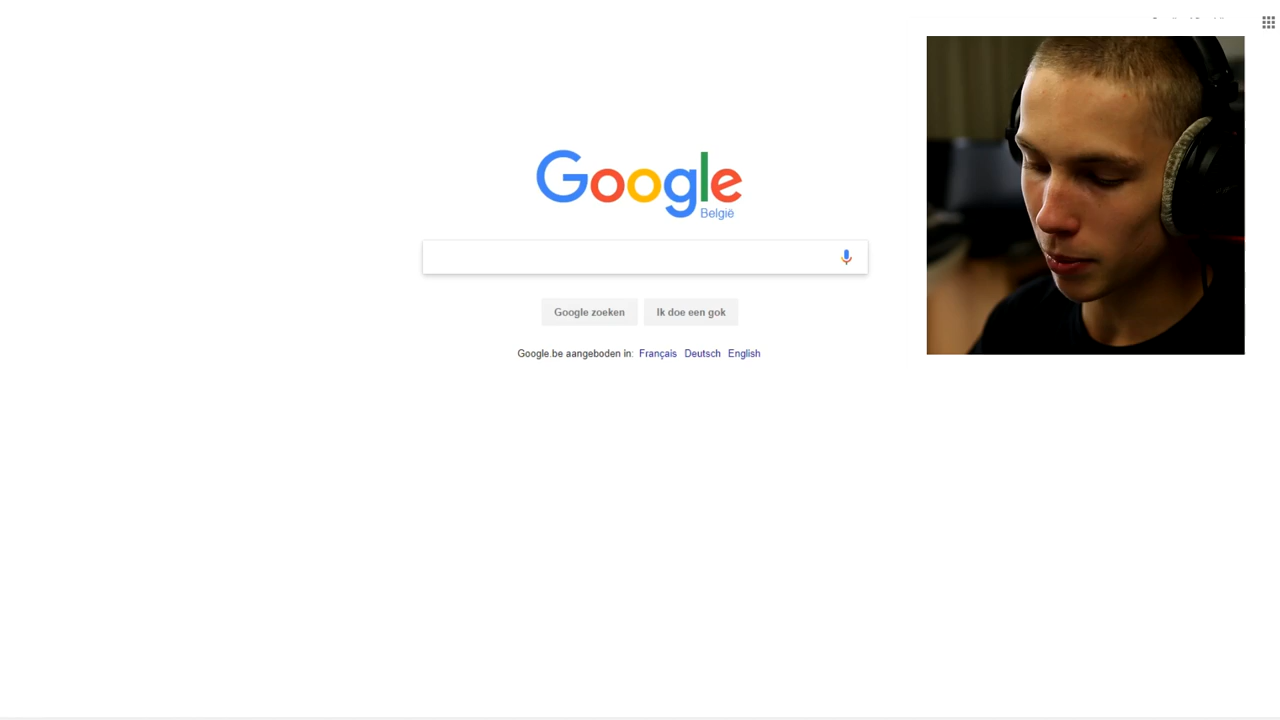 Google
België
Google zoeken
Ik doe een gok
Google.be aangeboden in: Français Deutsch English